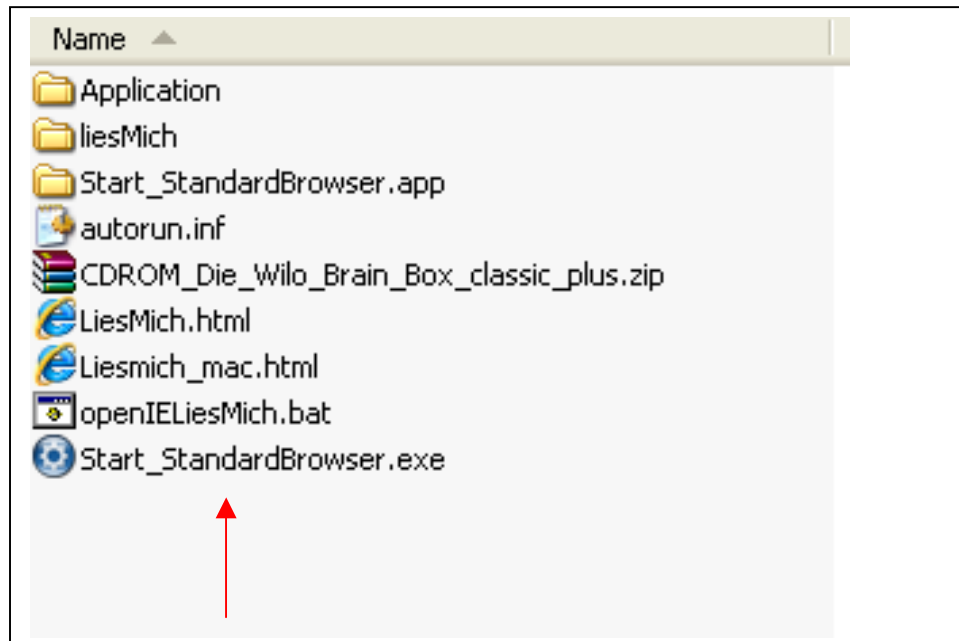 Name
Application
liesMich
Start_StandardBrowser.app
autorun.inf
CDROM_Die_Wilo_Brain_Box_classic_plus.zip
LiesMich.html
Liesmich_mac.html
openIELiesMich.bat
Start_StandardBrowser.exe